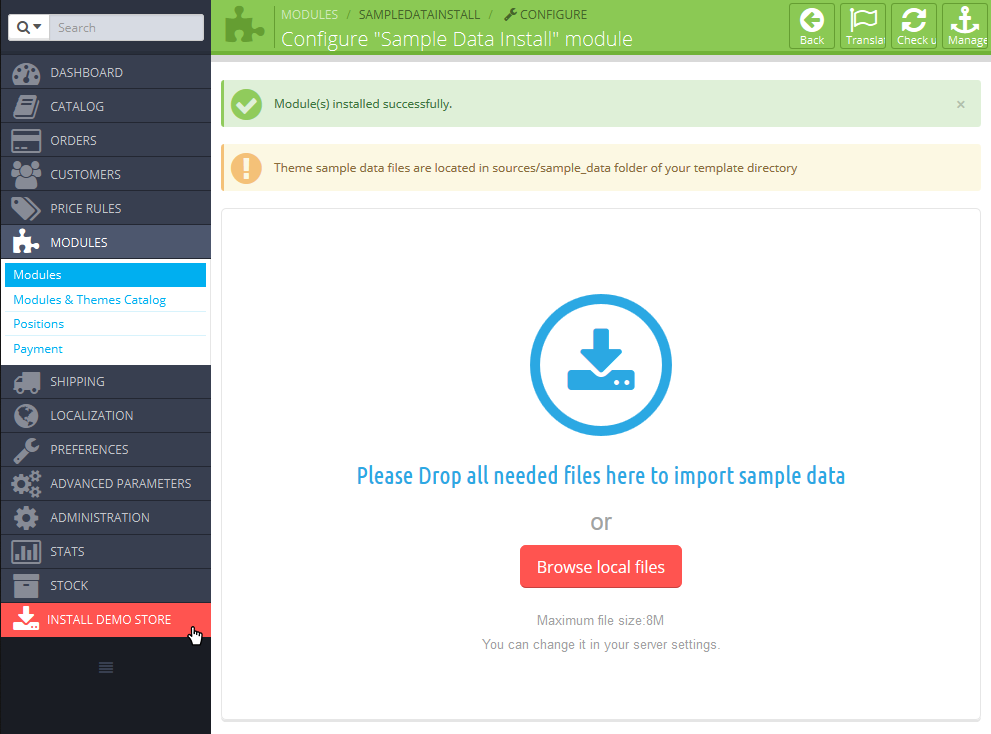 Search
DASHBOARD
CATALOG
ORDERS
CUSTOMERS
PRICE RULES
MODULES
Modules
Modules & Themes Catalog
Positions
Payment
SHIPPING
LOCALIZATION
PREFERENCES
ADVANCED PARAMETERS
ADMINISTRATION
STATS
STOCK
INSTALL DEMO STORE
MODULES / SAMPLEDATAINSTALL / CONFIGURE
Configure "Sample Data Install" module
Back
Translat
Check u
Manage
Module(s) installed successfully.
×
Theme sample data files are located in sources/sample_data folder of your template directory
Please Drop all needed files here to import sample data
or
Browse local files
Maximum file size:8M
You can change it in your server settings.